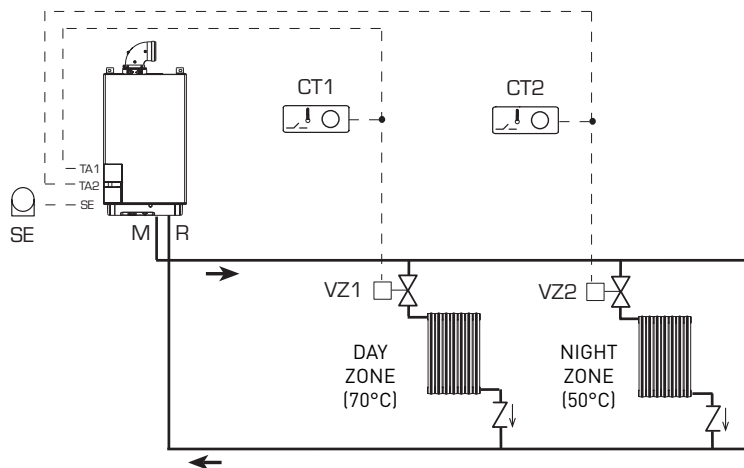 CT1
CT2
TA1
TA2
SE
SE
M
R
VZ1
VZ2
DAY
ZONE
(70°C)
NIGHT
ZONE
(50°C)